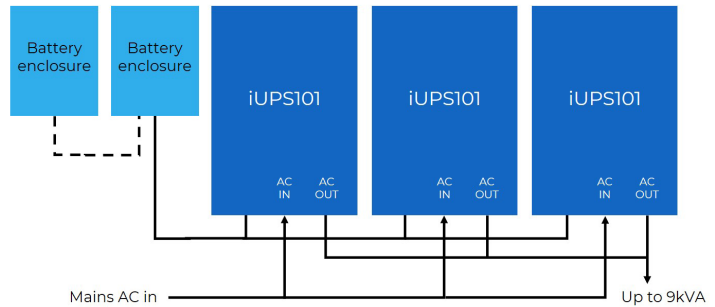 Battery
enclosure
Battery
enclosure
iUPS101
iUPS101
iUPS101
AC
IN
AC
OUT
AC
IN
AC
OUT
AC
IN
AC
OUT
Mains AC in
Up to 9kVA